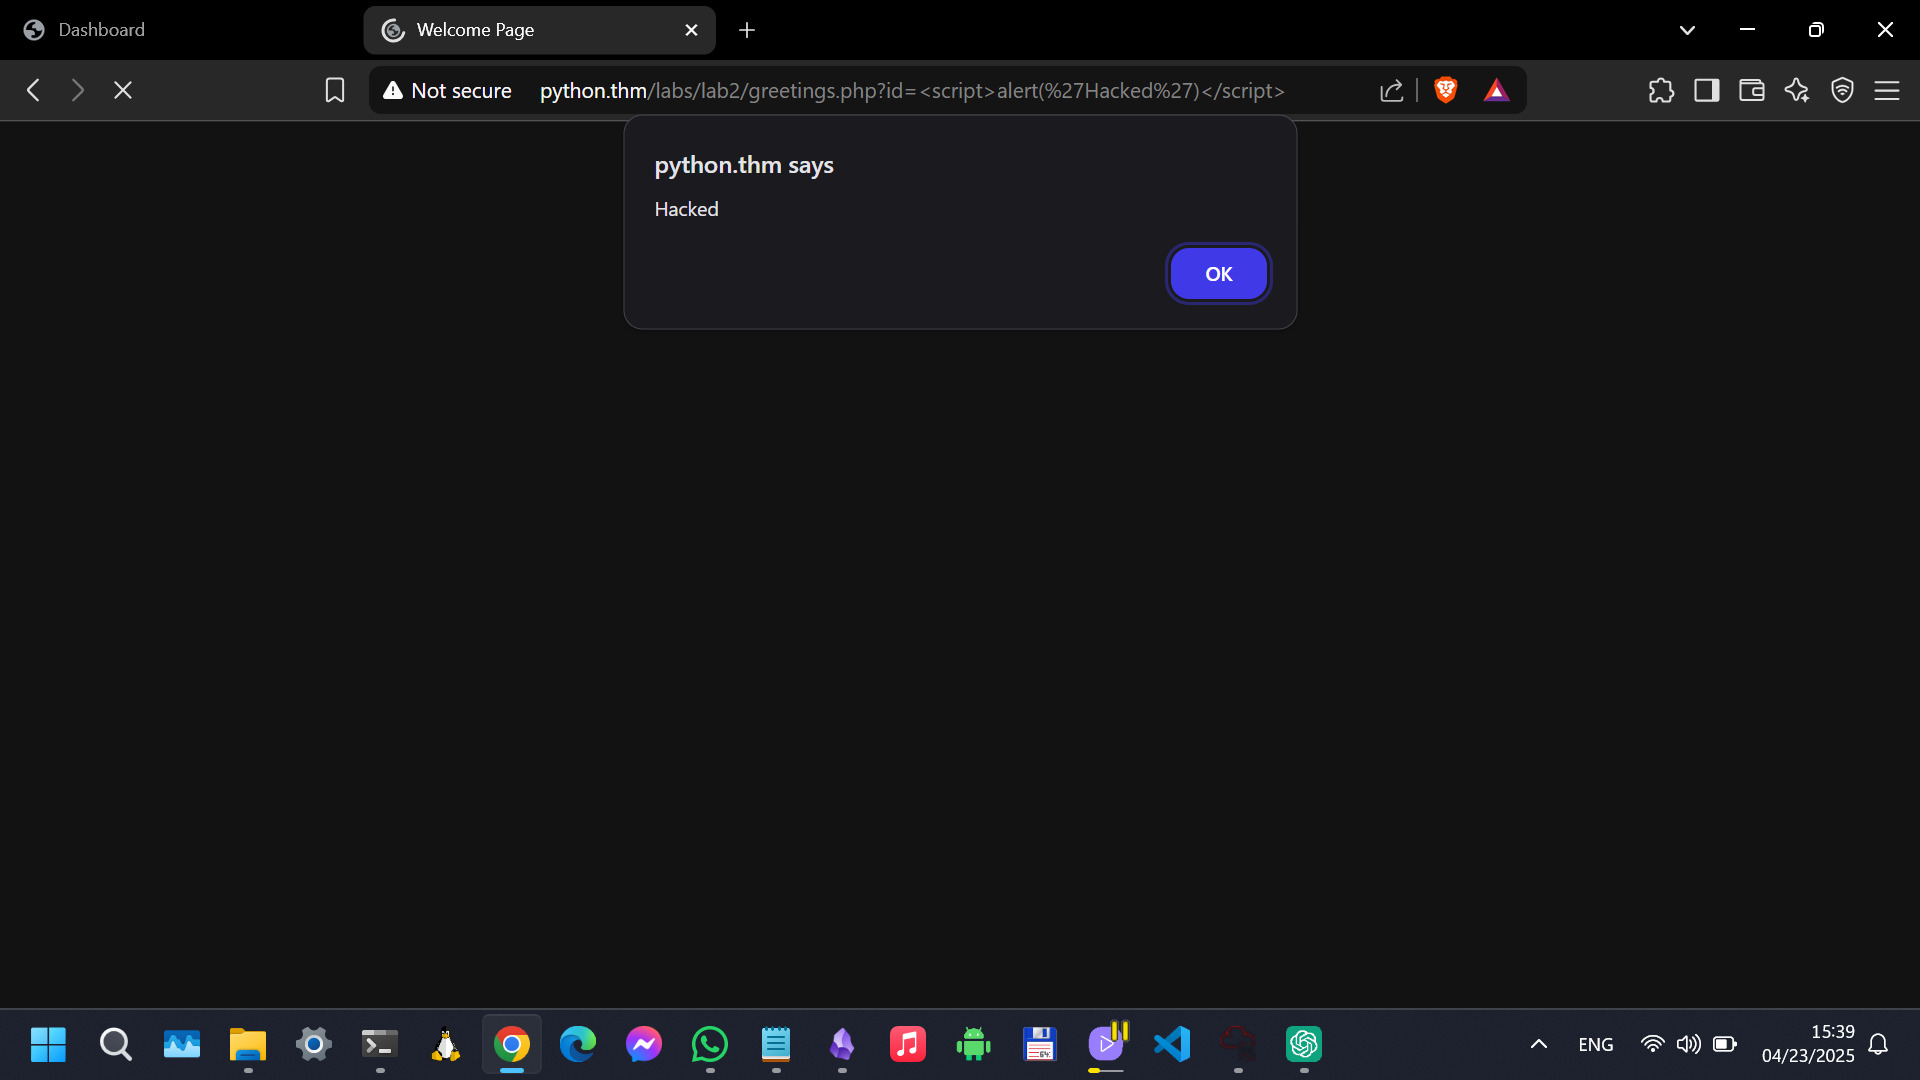 Dashboard
Welcome Page
Not secure python.thm/labs/lab2/greetings.php?id=<script>alert(%27Hacked%27)</script>
python.thm says
Hacked
OK
64
ENG
15:39
04/23/2025